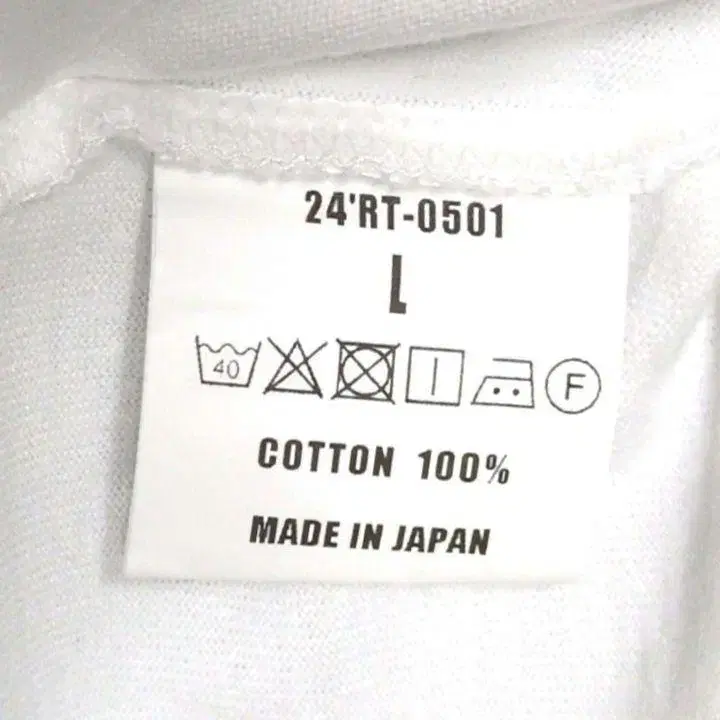 24'RT-0501
L
40 F
COTTON 100%
MADE IN JAPAN